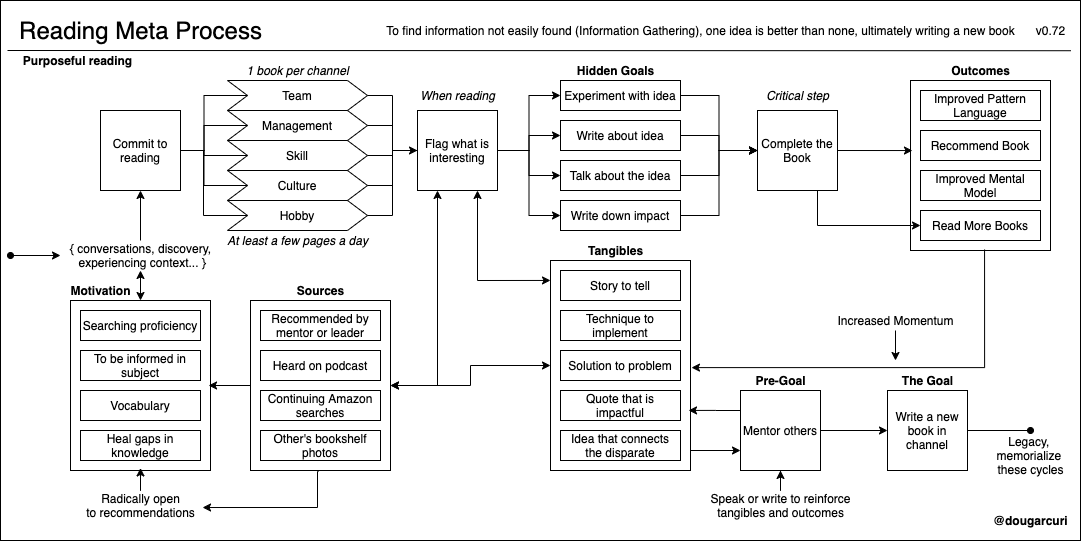 Reading Meta Process
To find information not easily found (Information Gathering), one idea is better than none, ultimately writing a new book
v0.72
Purposeful reading
1 book per channel
Team
Management
Skill
Culture
Hobby
At least a few pages a day
Commit to
reading
{ conversations, discovery,
experiencing context... }
When reading
Flag what is
interesting
Hidden Goals
Experiment with idea
Write about idea
Talk about the idea
Write down impact
Critical step
Complete the
Book
Outcomes
Improved Pattern
Language
Recommend Book
Improved Mental
Model
Read More Books
Motivation
Searching proficiency
To be informed in
subject
Vocabulary
Heal gaps in
knowledge
Radically open
to recommendations
Sources
Recommended by
mentor or leader
Heard on podcast
Continuing Amazon
searches
Other's bookshelf
photos
Tangibles
Story to tell
Technique to
implement
Solution to problem
Quote that is
impactful
Idea that connects
the disparate
Increased Momentum
Pre-Goal
Mentor others
Speak or write to reinforce
tangibles and outcomes
The Goal
Write a new
book in
channel
Legacy,
memorialize
these cycles
@dougarcuri